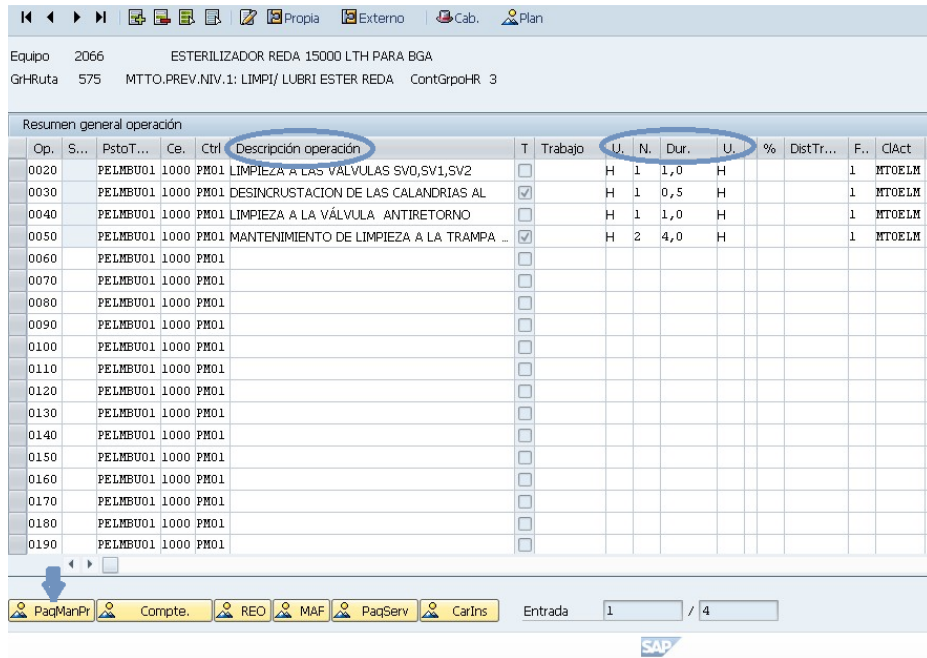 Propia Externo Cab. Plan
Equipo 2066 ESTERILIZADOR REDA 15000 LTH PARA BGA
GrHRuta 575 MTTO.PREV.NIV.1: LIMPI/ LUBRI ESTER REDA ContGrpoHR 3
Resumen general operación
Op. S... PstoT... Ce. Ctrl Descripción operación T Trabajo U. N. Dur. U. % DistTr... F.. ClAct
0020 PELMBU01 1000 PM01 LIMPIEZA A LAS VALVULAS SV0,SV1,SV2 H 1 1,0 H 1 MTOELM
0030 PELMBU01 1000 PM01 DESINCRUSTACION DE LAS CALANDRIAS AL H 1 0,5 H 1 MTOELM
0040 PELMBU01 1000 PM01 LIMPIEZA A LA VÁLVULA ANTIRETORNO H 1 1,0 H 1 MTOELM
0050 PELMBU01 1000 PM01 MANTENIMIENTO DE LIMPIEZA A LA TRAMPA ... H 2 4,0 H 1 MTOELM
0060 PELMBU01 1000 PM01
0070 PELMBU01 1000 PM01
0080 PELMBU01 1000 PM01
0090 PELMBU01 1000 PM01
0100 PELMBU01 1000 PM01
0110 PELMBU01 1000 PM01
0120 PELMBU01 1000 PM01
0130 PELMBU01 1000 PM01
0140 PELMBU01 1000 PM01
0150 PELMBU01 1000 PM01
0160 PELMBU01 1000 PM01
0170 PELMBU01 1000 PM01
0180 PELMBU01 1000 PM01
0190 PELMBU01 1000 PM01
PaqManPr Compte. REO MAF PaqServ CarIns Entrada 1 / 4
SAP